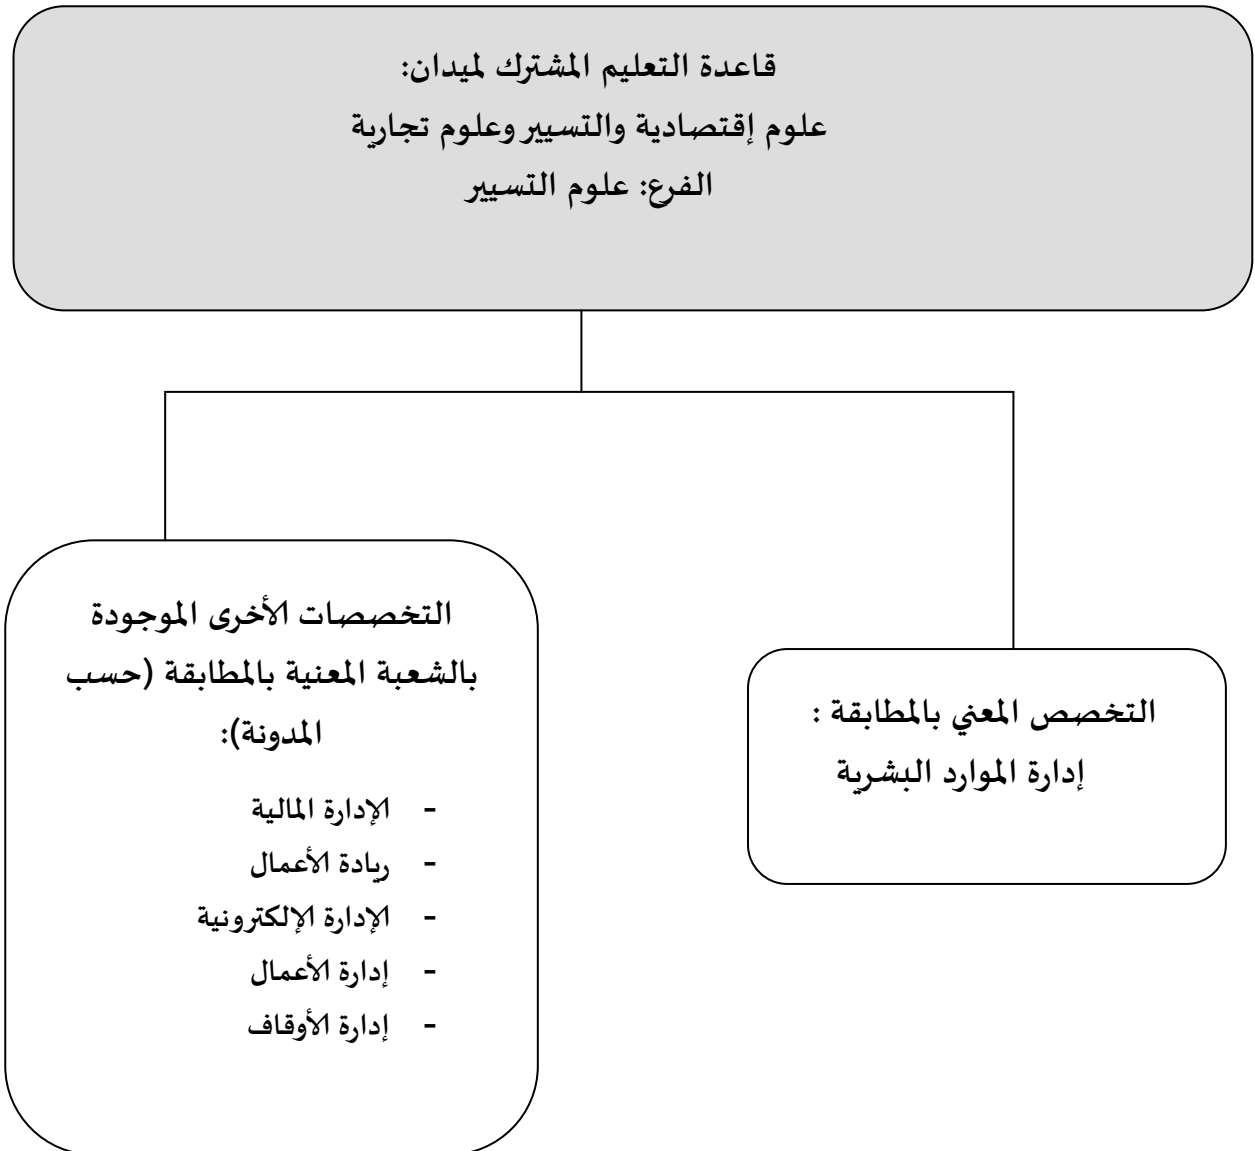 قاعدة التعليم المشترك لميدان:
علوم إقتصادية والتسيير وعلوم تجارية
الفرع: علوم التسيير
التخصص المعني بالمطابقة :
إدارة الموارد البشرية
التخصصات الأخرى الموجودة
بالشعبة المعنية بالمطابقة (حسب
المدونة):
- الإدارة المالية
- ريادة الأعمال
- الإدارة الإلكترونية
- إدارة الأعمال
- إدارة الأوقاف